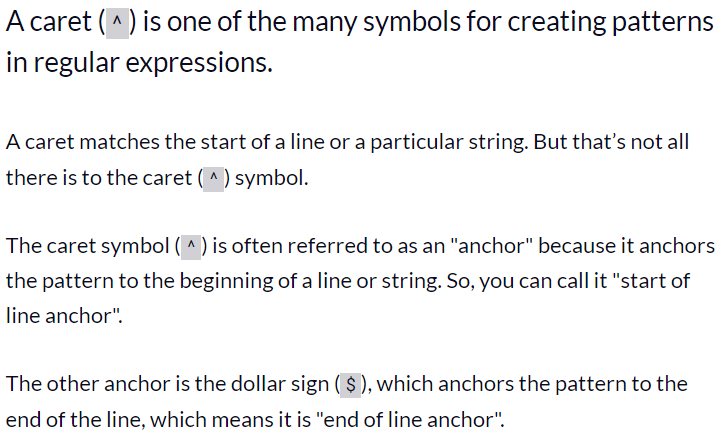 A caret ( ^ ) is one of the many symbols for creating patterns
in regular expressions.
A caret matches the start of a line or a particular string. But that’s not all
there is to the caret ( ^ ) symbol.
The caret symbol ( ^ ) is often referred to as an "anchor" because it anchors
the pattern to the beginning of a line or string. So, you can call it "start of
line anchor".
The other anchor is the dollar sign ( $ ), which anchors the pattern to the
end of the line, which means it is "end of line anchor".